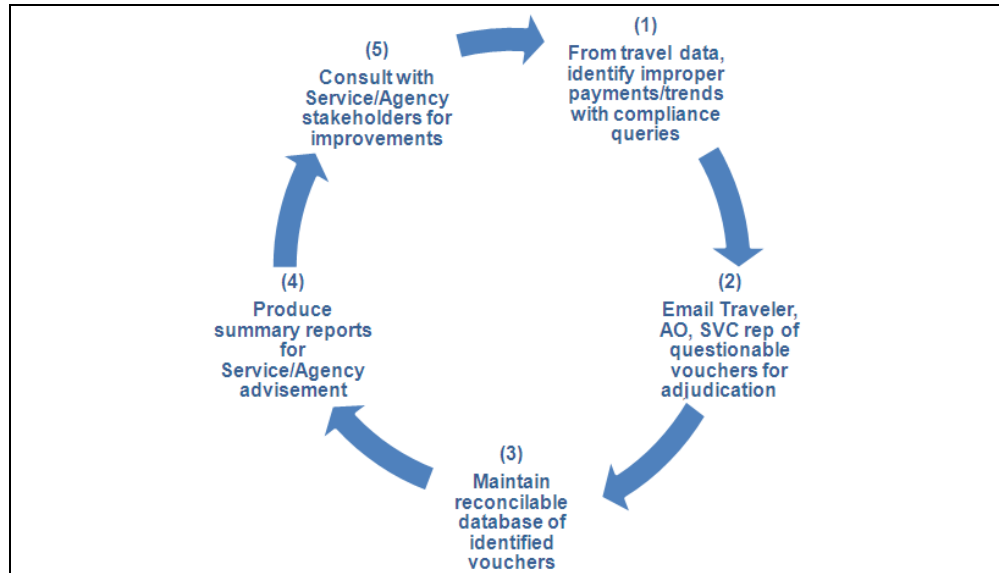 (1)
From travel data,
identify improper
payments/trends
with compliance
queries
(2)
Email Traveler,
AO, SVC rep of
questionable
vouchers for
adjudication
(3)
Maintain
reconcilable
database of
identified
vouchers
(4)
Produce
summary reports
for
Service/Agency
advisement
(5)
Consult with
Service/Agency
stakeholders for
improvements